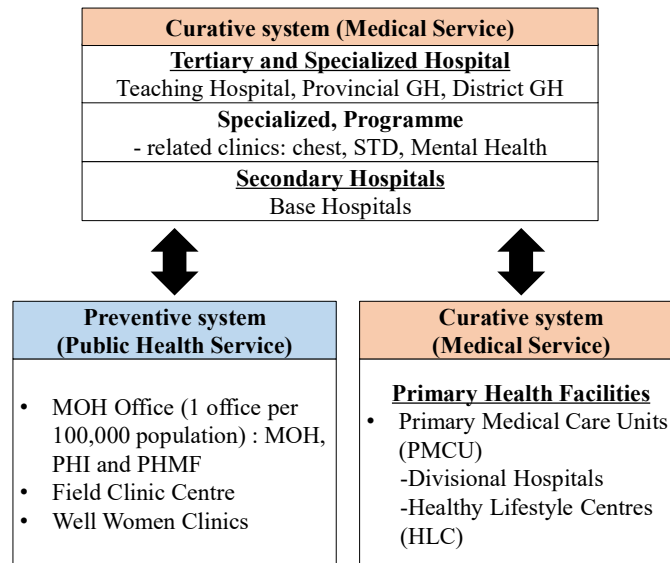 Curative system (Medical Service)
Tertiary and Specialized Hospital
Teaching Hospital, Provincial GH, District GH
Specialized, Programme
- related clinics: chest, STD, Mental Health
Secondary Hospitals
Base Hospitals
Preventive system
(Public Health Service)
• MOH Office (1 office per
100,000 population) : MOH,
PHI and PHMF
• Field Clinic Centre
• Well Women Clinics
Curative system
(Medical Service)
Primary Health Facilities
• Primary Medical Care Units
(PMCU)
-Divisional Hospitals
-Healthy Lifestyle Centres
(HLC)